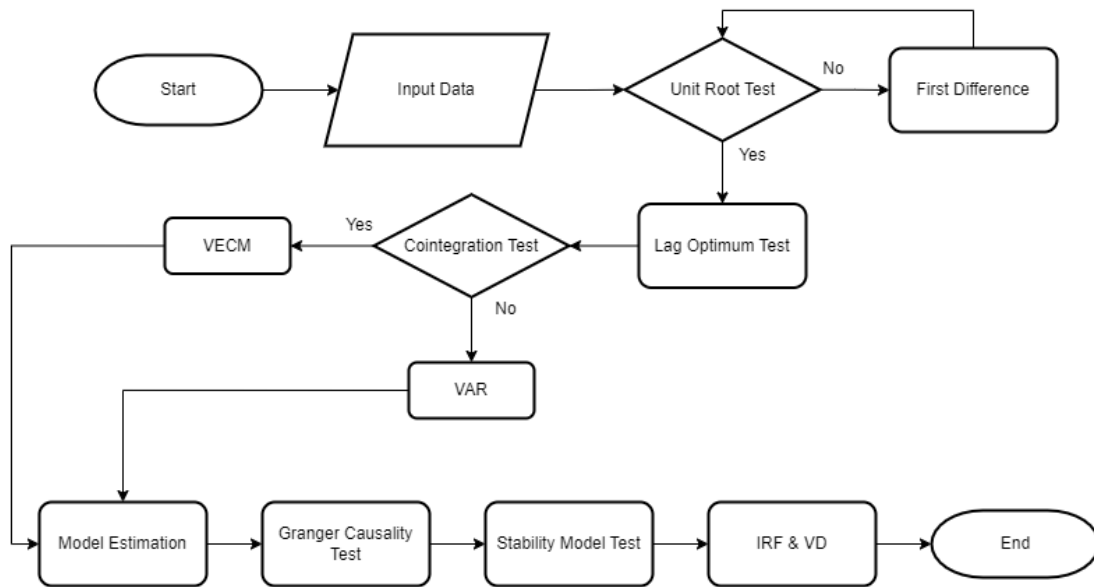 Start
Input Data
Unit Root Test
No
First Difference
Yes
Lag Optimum Test
Cointegration Test
Yes
VECM
No
VAR
Model Estimation
Granger Causality
Test
Stability Model Test
IRF & VD
End